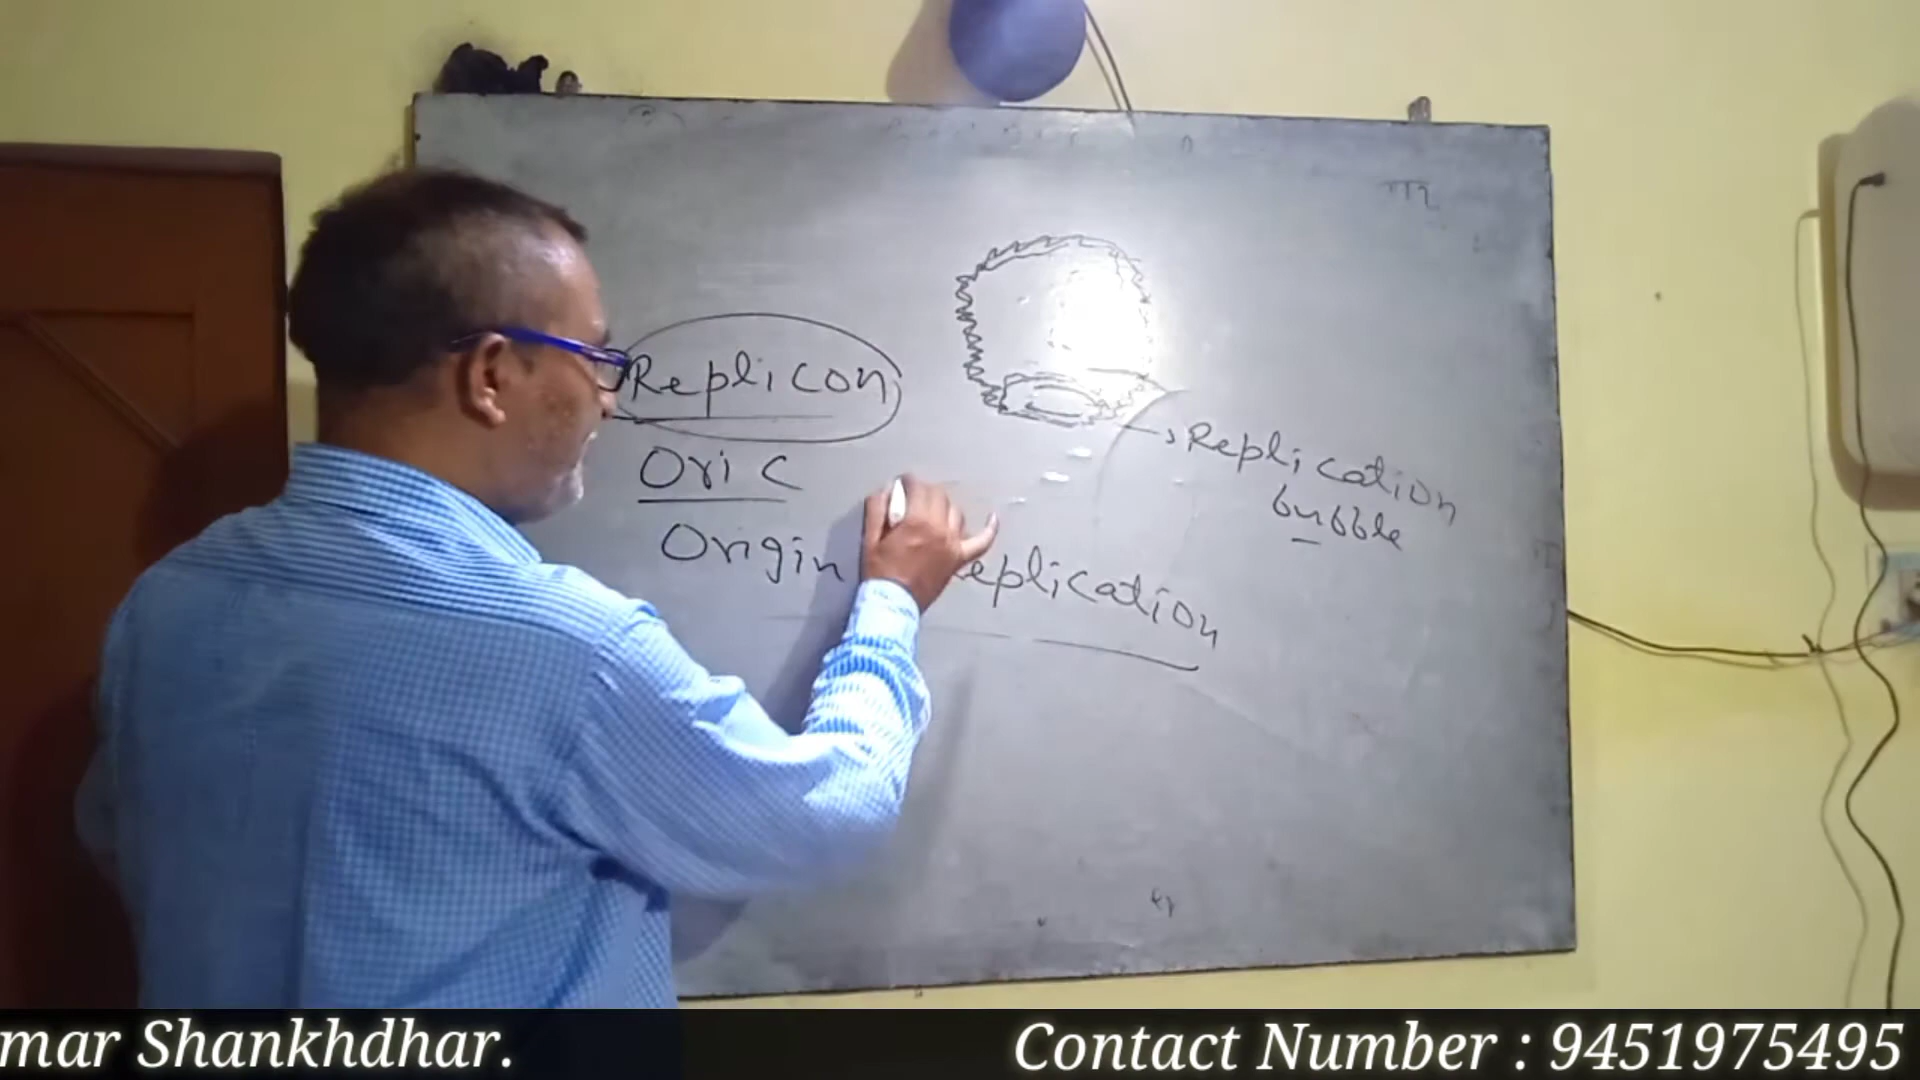 Replicon
Ori C
Origin
eplication
Replication
bubble
mar Shankhdhar.
Contact Number : 9451975495